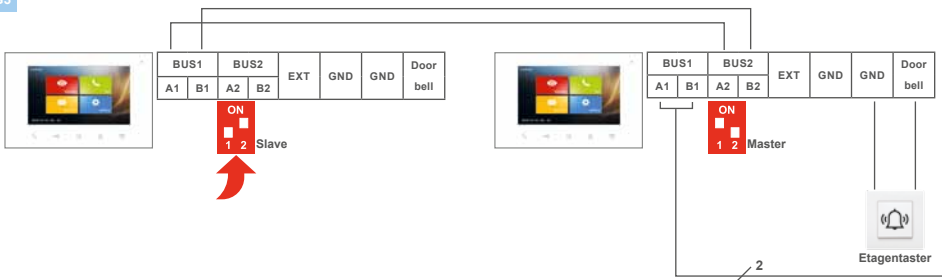 BUS1 BUS2 EXT GND GND Door bell
A1 B1 A2 B2
ON
1 2 Slave
BUS1 BUS2 EXT GND GND Door bell
A1 B1 A2 B2
ON
1 2 Master
Etagentaster
2